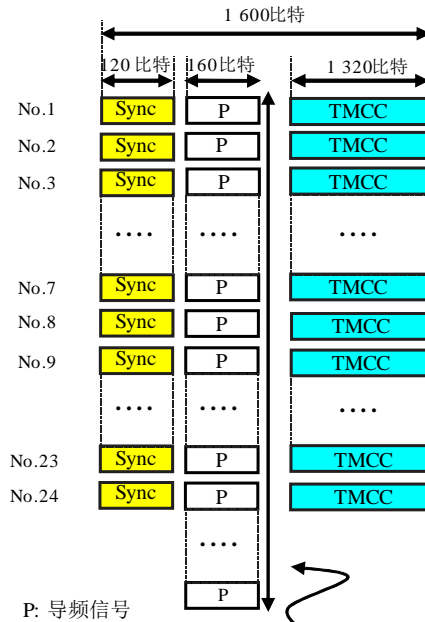 1 600比特
120 比特 160比特 1 320比特
No.1 Sync P TMCC
No.2 Sync P TMCC
No.3 Sync P TMCC
···· ···· ····
No.7 Sync P TMCC
No.8 Sync P TMCC
No.9 Sync P TMCC
···· ···· ····
No.23 Sync P TMCC
No.24 Sync P TMCC
····
P
P: 导频信号